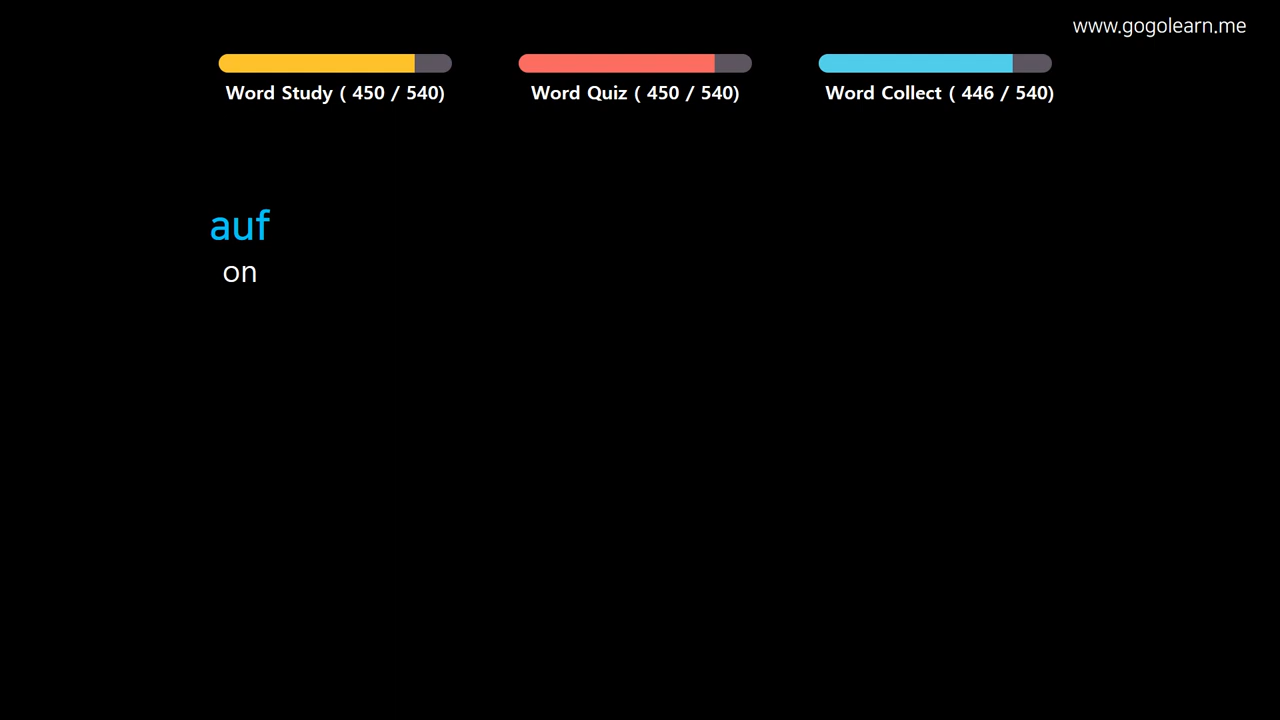 www.gogolearn.me
Word Study ( 450 / 540)
Word Quiz ( 450 / 540)
Word Collect ( 446 / 540)
auf
on